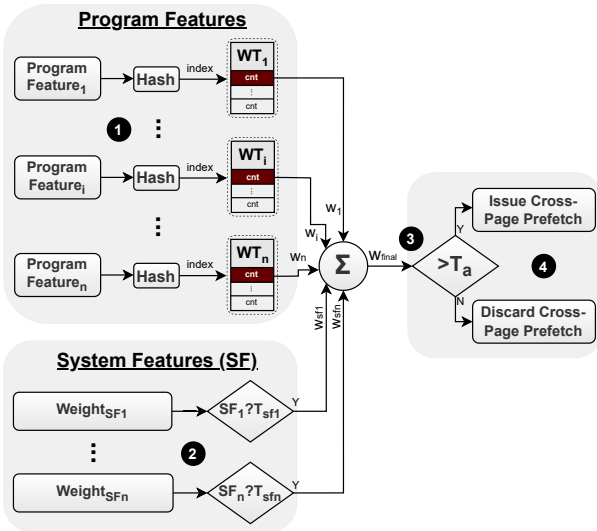 Program Features
Program
Feature1
Hash
index
WT1
cnt
⋮
cnt
1
⋮
Program
Featurei
Hash
index
WTi
cnt
⋮
cnt
⋮
Program
Featuren
Hash
index
WTn
cnt
⋮
cnt
w1
wi
wn
Σ
Wfinal
Wsf1
Wsfn
3
>Ta
Y
N
Issue Cross-
Page Prefetch
4
Discard Cross-
Page Prefetch
System Features (SF)
WeightSF1
SF1?Tsf1
Y
⋮
2
WeightSFn
SFn?Tsfn
Y